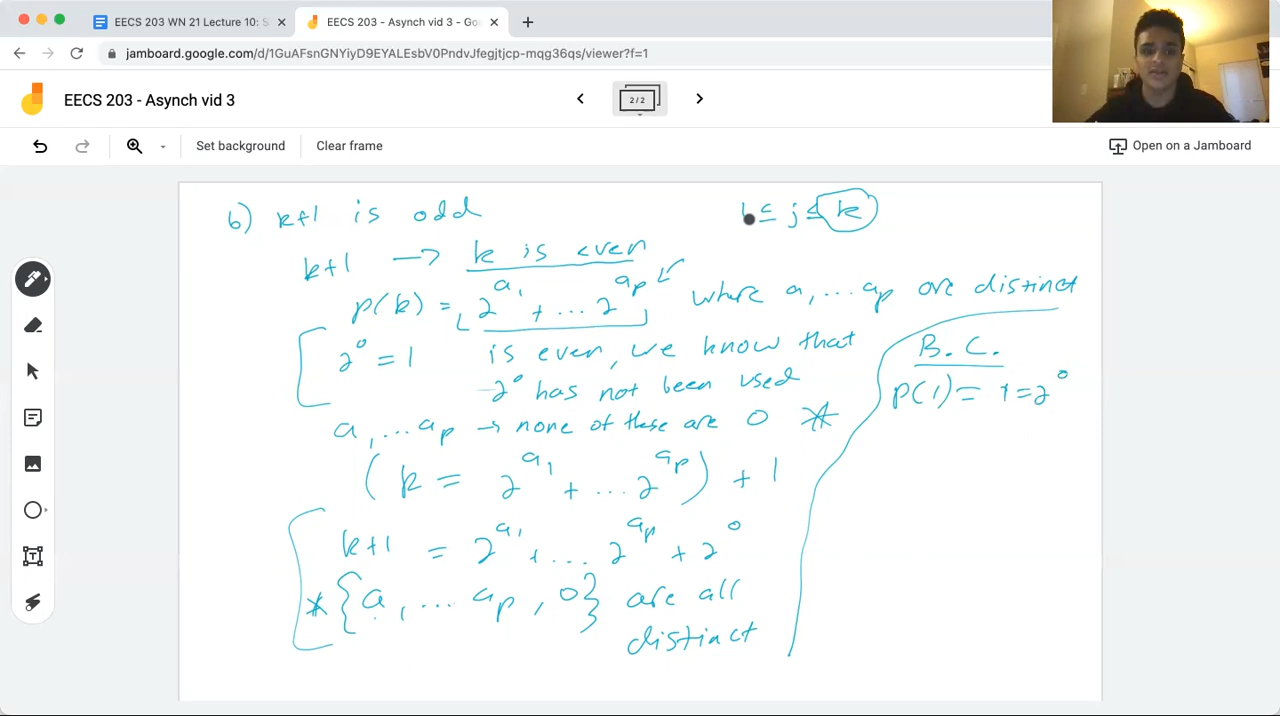 EECS 203 WN 21 Lecture 10: S
EECS 203 - Asynch vid 3 - Go
jamboard.google.com/d/1GuAFsnGNYiyD9EYALEsbV0PndvJfegjtjcp-mqg36qs/viewer?f=1
EECS 203 - Asynch vid 3
2 / 2
Set background
Clear frame
Open on a Jamboard
b) k+1 is odd
1 ≤ j ≤ k
k+1 → k is even
p(k) = 2^a₁ + ... 2^aₚ where a₁ ... aₚ are distinct
2^0 = 1 is even, we know that
2^0 has not been used
a₁ ... aₚ → none of these are 0 *
(k = 2^a₁ + ... 2^aₚ) + 1
k+1 = 2^a₁ + ... 2^aₚ + 2^0
* {a₁, ... aₚ, 0} are all
distinct
B.C.
p(1) = 1 = 2^0